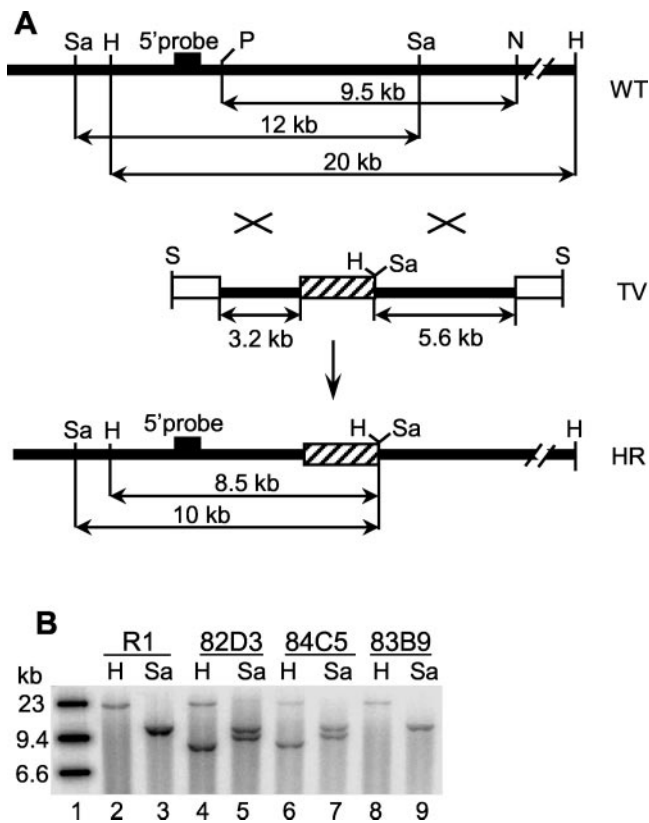 A
Sa H 5'probe P Sa N H
WT
9.5 kb
12 kb
20 kb
S H Sa S
TV
3.2 kb 5.6 kb
Sa H 5'probe H Sa H
HR
8.5 kb
10 kb
B
R1 82D3 84C5 83B9
kb H Sa H Sa H Sa H Sa
23
9.4
6.6
1 2 3 4 5 6 7 8 9